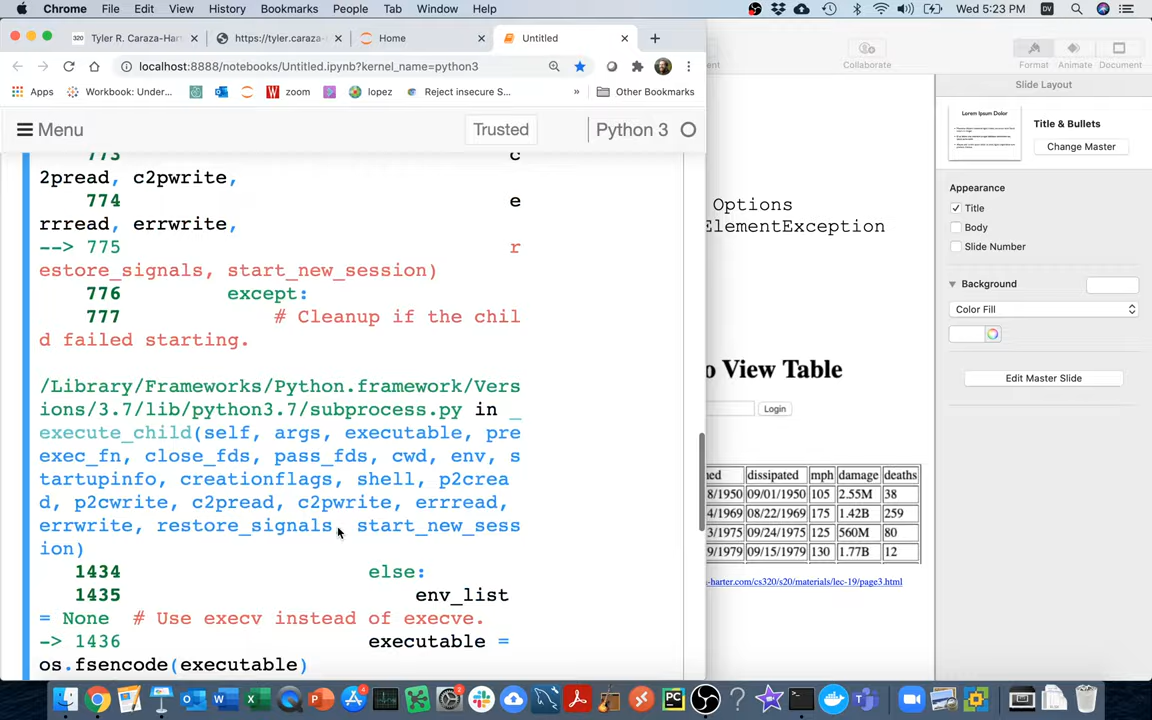 Chrome File Edit View History Bookmarks People Tab Window Help Wed 5:23 PM DV
320 Tyler R. Caraza-Har × https://tyler.caraza- × Home × Untitled × +
localhost:8888/notebooks/Untitled.ipynb?kernel_name=python3
Apps Workbook: Under... W zoom lopez Reject insecure S... » Other Bookmarks
Menu Trusted Python 3
773 c
2pread, c2pwrite,
774 e
rrread, errwrite,
--> 775 r
estore_signals, start_new_session)
776 except:
777 # Cleanup if the chil
d failed starting.
/Library/Frameworks/Python.framework/Vers
ions/3.7/lib/python3.7/subprocess.py in _
execute_child(self, args, executable, pre
exec_fn, close_fds, pass_fds, cwd, env, s
tartupinfo, creationflags, shell, p2crea
d, p2cwrite, c2pread, c2pwrite, errread,
errwrite, restore_signals, start_new_sess
ion)
1434 else:
1435 env_list
= None # Use execv instead of execve.
-> 1436 executable =
os.fsencode(executable)
Options
ElementException
o View Table
Login
ned dissipated mph damage deaths
8/1950 09/01/1950 105 2.55M 38
4/1969 08/22/1969 175 1.42B 259
3/1975 09/24/1975 125 560M 80
9/1979 09/15/1979 130 1.77B 12
s-harter.com/cs320/s20/materials/lec-19/page3.html
ment Collaborate Format Animate Document
Slide Layout
Lorem Ipsum Dolor
Title & Bullets
Change Master
Appearance
Title
Body
Slide Number
Background
Color Fill
Edit Master Slide